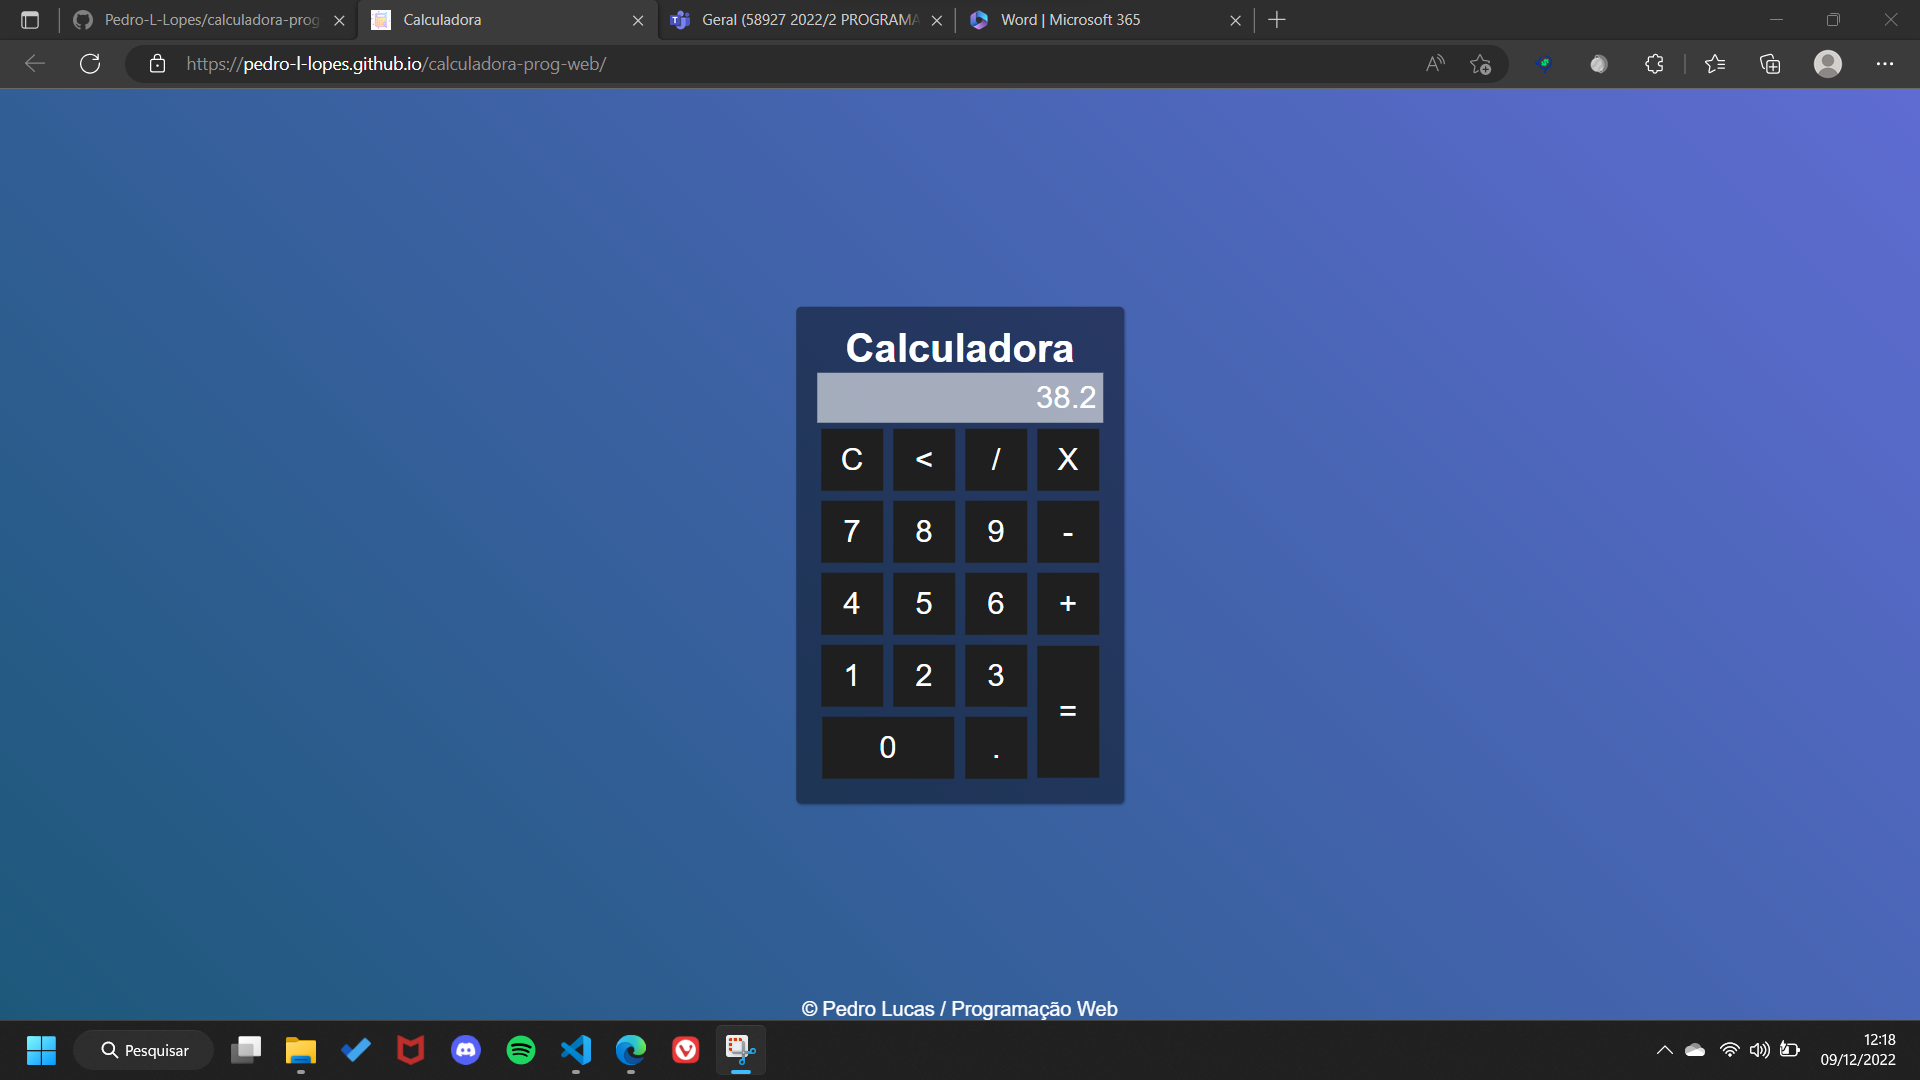 Pedro-L-Lopes/calculadora-prog
Calculadora
Geral (58927 2022/2 PROGRAMA
Word | Microsoft 365
https://pedro-l-lopes.github.io/calculadora-prog-web/
Calculadora
38.2
C < / X
7 8 9 -
4 5 6 +
1 2 3
=
0 .
© Pedro Lucas / Programação Web
Pesquisar
12:18
09/12/2022